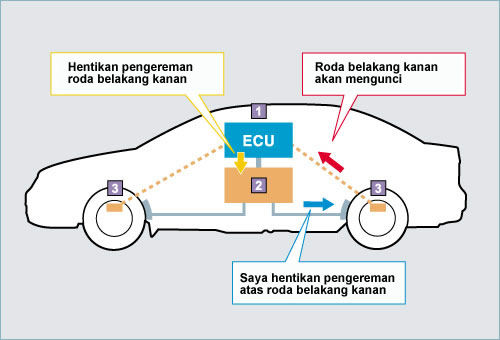 Hentikan pengereman
roda belakang kanan
Roda belakang kanan
akan mengunci
1
ECU
2
3
3
Saya hentikan pengereman
atas roda belakang kanan